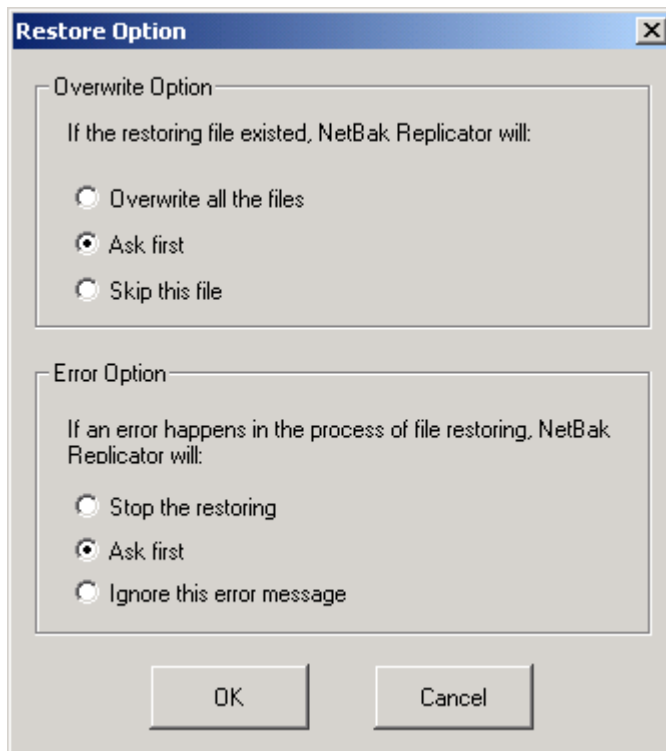 Restore Option
Overwrite Option
If the restoring file existed, NetBak Replicator will:
Overwrite all the files
Ask first
Skip this file
Error Option
If an error happens in the process of file restoring, NetBak
Replicator will:
Stop the restoring
Ask first
Ignore this error message
OK
Cancel